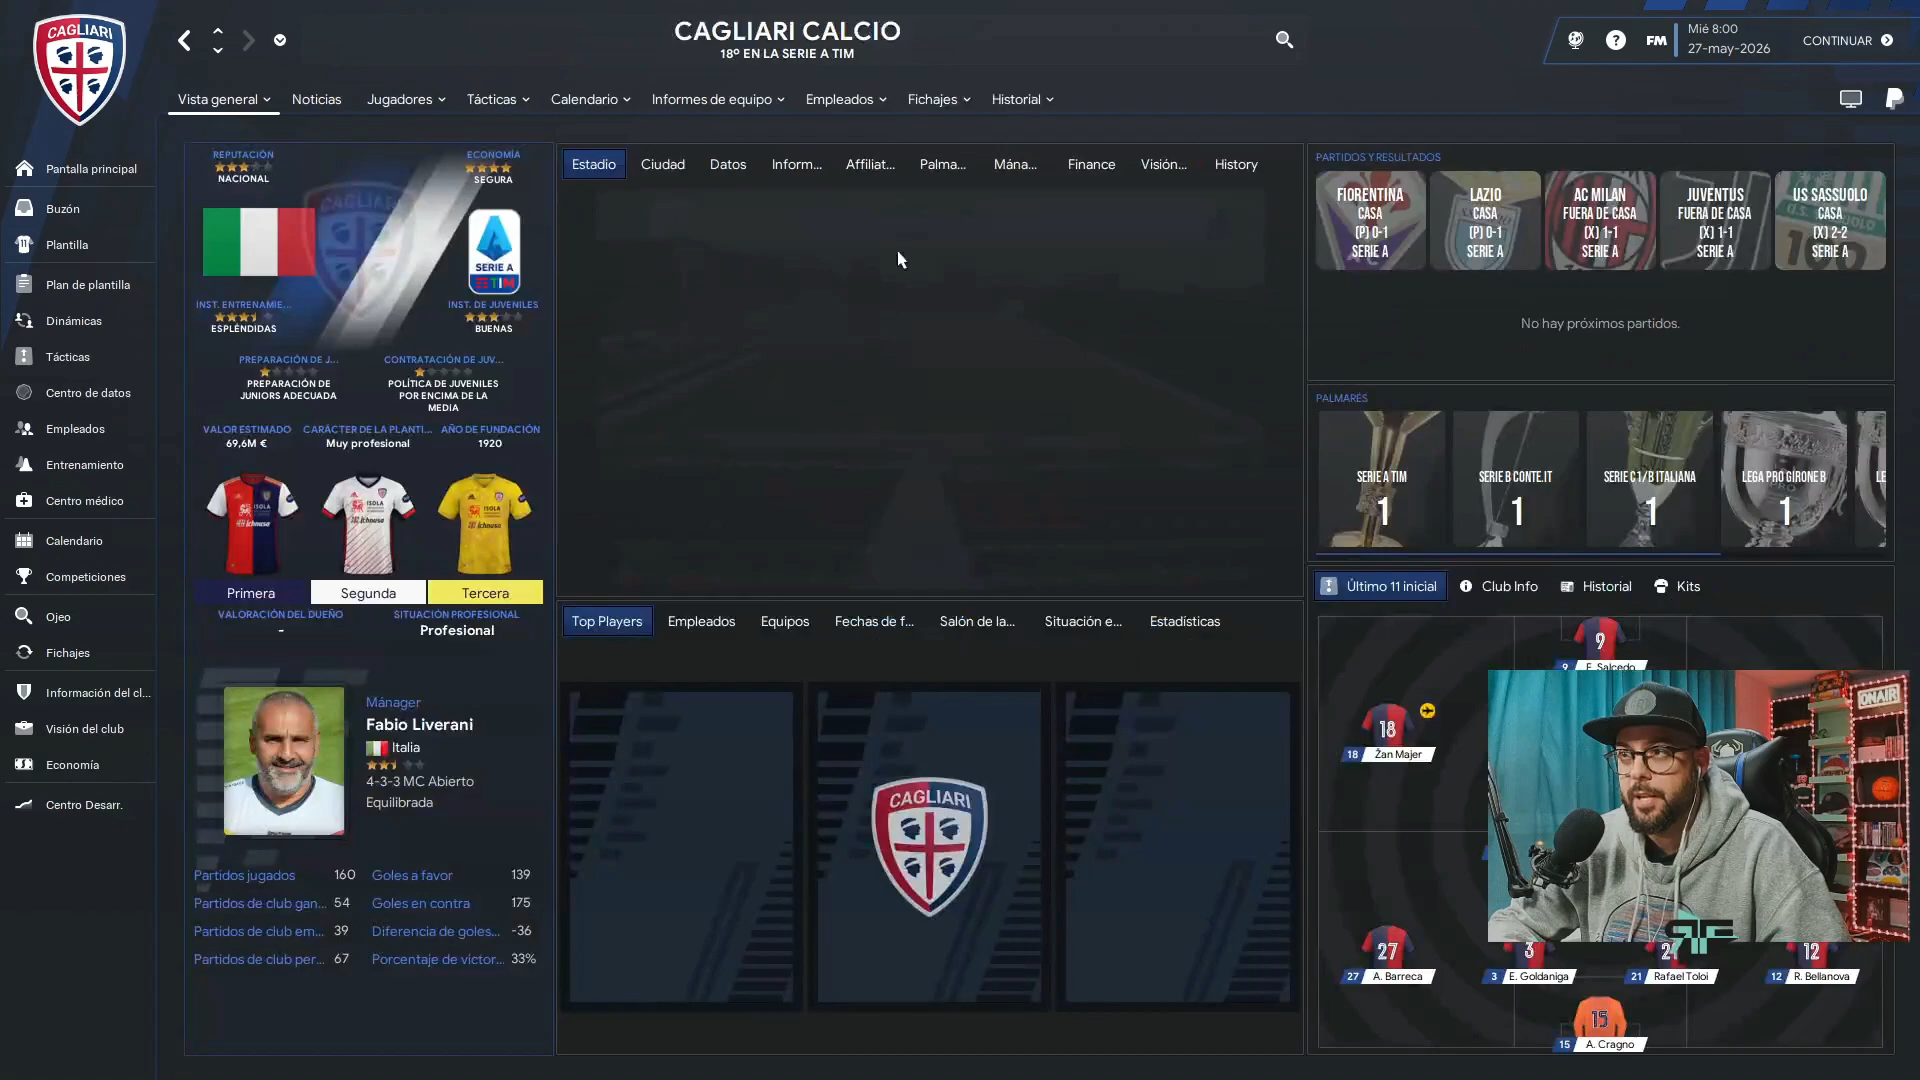 CAGLIARI
CAGLIARI CALCIO
18º EN LA SERIE A TIM
FM
Mié 8:00
27-may-2026
CONTINUAR
Vista general
Noticias
Jugadores
Tácticas
Calendario
Informes de equipo
Empleados
Fichajes
Historial
Pantalla principal
Buzón
Plantilla
Plan de plantilla
Dinámicas
Tácticas
Centro de datos
Empleados
Entrenamiento
Centro médico
Calendario
Competiciones
Ojeo
Fichajes
Información del cl...
Visión del club
Economía
Centro Desarr.
REPUTACIÓN
NACIONAL
ECONOMÍA
SEGURA
SERIE A
TIM
INST. ENTRENAMIE...
ESPLÉNDIDAS
INST. DE JUVENILES
BUENAS
PREPARACIÓN DE J...
PREPARACIÓN DE
JUNIORS ADECUADA
CONTRATACIÓN DE JUV...
POLÍTICA DE JUVENILES
POR ENCIMA DE LA
MEDIA
VALOR ESTIMADO
69,6M €
CARÁCTER DE LA PLANTI...
Muy profesional
AÑO DE FUNDACIÓN
1920
Primera
Segunda
Tercera
VALORACIÓN DEL DUEÑO
-
SITUACIÓN PROFESIONAL
Profesional
Mánager
Fabio Liverani
Italia
4-3-3 MC Abierto
Equilibrada
Partidos jugados 160
Goles a favor 139
Partidos de club gan... 54
Goles en contra 175
Partidos de club em... 39
Diferencia de goles... -36
Partidos de club per... 67
Porcentaje de victor... 33%
Estadio
Ciudad
Datos
Inform...
Affiliat...
Palma...
Mána...
Finance
Visión...
History
Top Players
Empleados
Equipos
Fechas de f...
Salón de la...
Situación e...
Estadísticas
CAGLIARI
PARTIDOS Y RESULTADOS
FIORENTINA
CASA
(P) 0-1
SERIE A
LAZIO
CASA
(P) 0-1
SERIE A
AC MILAN
FUERA DE CASA
(X) 1-1
SERIE A
JUVENTUS
FUERA DE CASA
(X) 1-1
SERIE A
US SASSUOLO
CASA
(X) 2-2
SERIE A
No hay próximos partidos.
PALMARÉS
SERIE A TIM
1
SERIE B CONTE.IT
1
SERIE C1/B ITALIANA
1
LEGA PRO GIRONE B
1
LE
Último 11 inicial
Club Info
Historial
Kits
9
9 E. Salcedo
18
18 Žan Majer
ON AIR
27
27 A. Barreca
3
3 E. Goldaniga
21 Rafael Toloi
12
12 R. Bellanova
15
15 A. Cragno